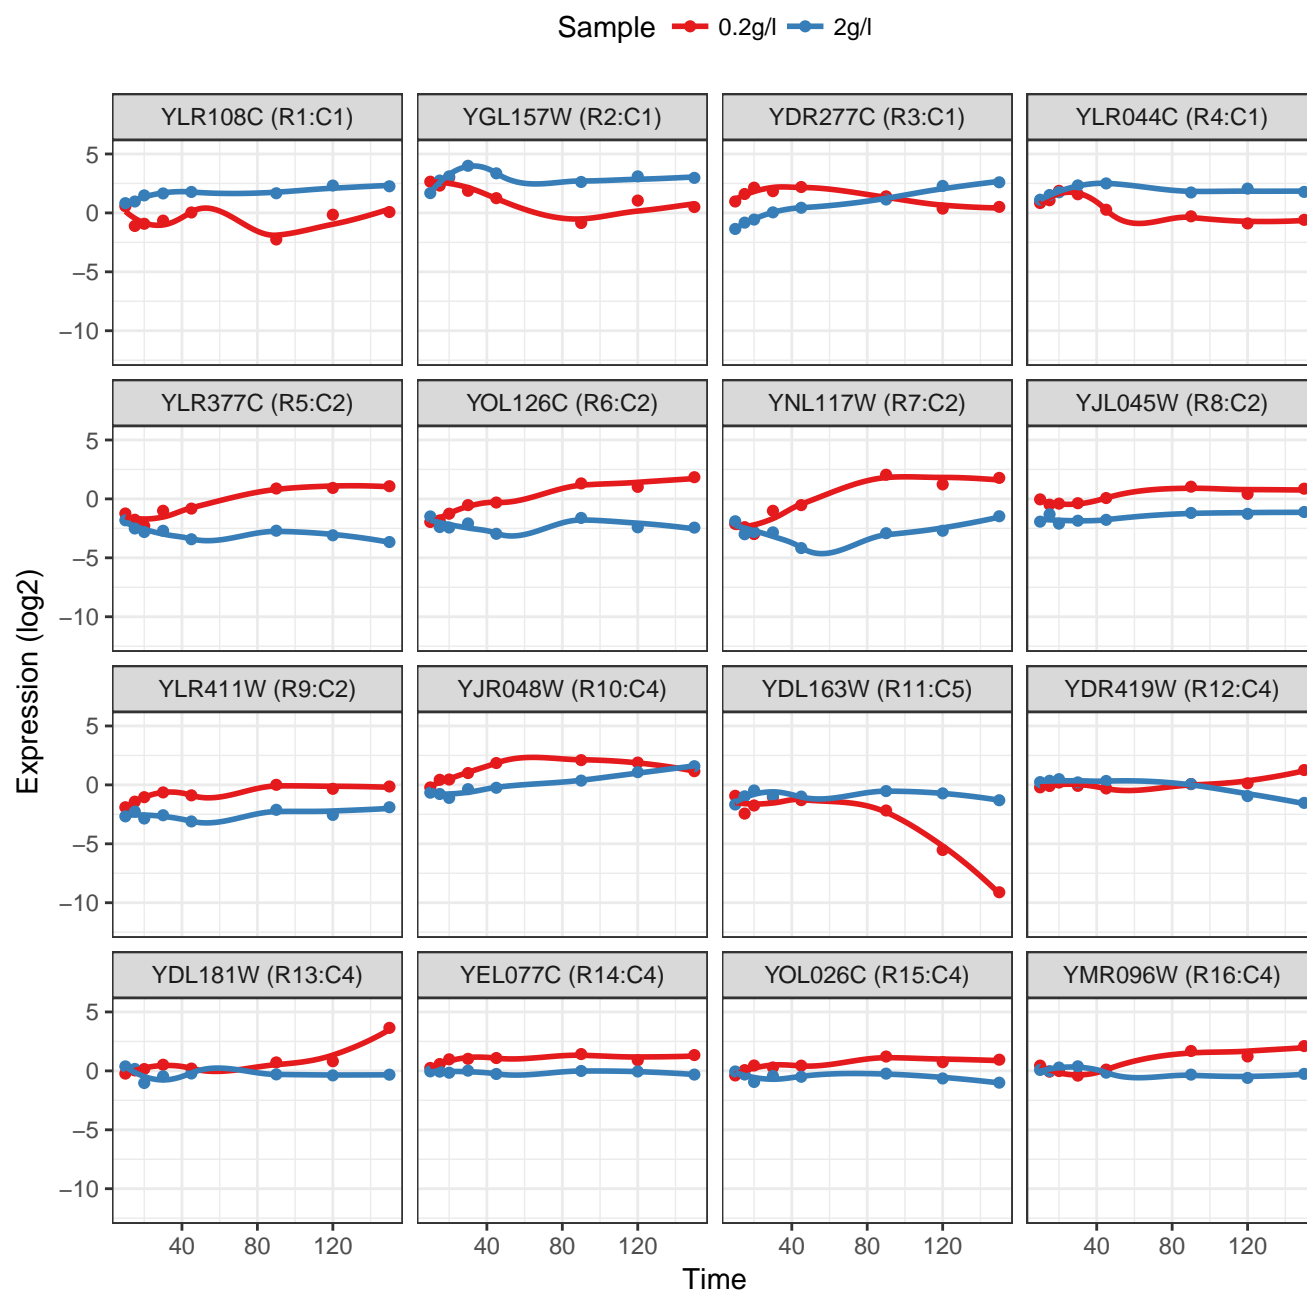 Sample 0.2g/l 2g/l
YLR108C (R1:C1) YGL157W (R2:C1) YDR277C (R3:C1) YLR044C (R4:C1)
5
0
−5
−10
YLR377C (R5:C2) YOL126C (R6:C2) YNL117W (R7:C2) YJL045W (R8:C2)
5
0
−5
−10
YLR411W (R9:C2) YJR048W (R10:C4) YDL163W (R11:C5) YDR419W (R12:C4)
5
0
−5
−10
YDL181W (R13:C4) YEL077C (R14:C4) YOL026C (R15:C4) YMR096W (R16:C4)
5
0
−5
−10
40 80 120 40 80 120 40 80 120 40 80 120
Time
Expression (log2)